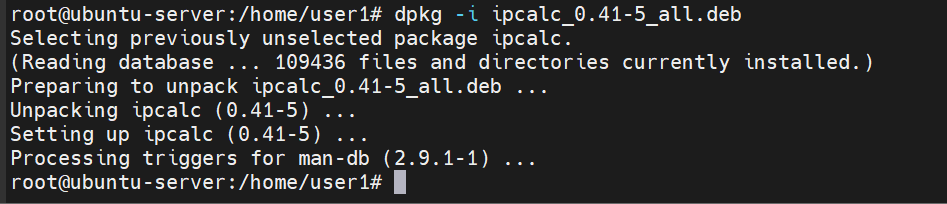 root@ubuntu-server:/home/user1# dpkg -i ipcalc_0.41-5_all.deb
Selecting previously unselected package ipcalc.
(Reading database ... 109436 files and directories currently installed.)
Preparing to unpack ipcalc_0.41-5_all.deb ...
Unpacking ipcalc (0.41-5) ...
Setting up ipcalc (0.41-5) ...
Processing triggers for man-db (2.9.1-1) ...
root@ubuntu-server:/home/user1#